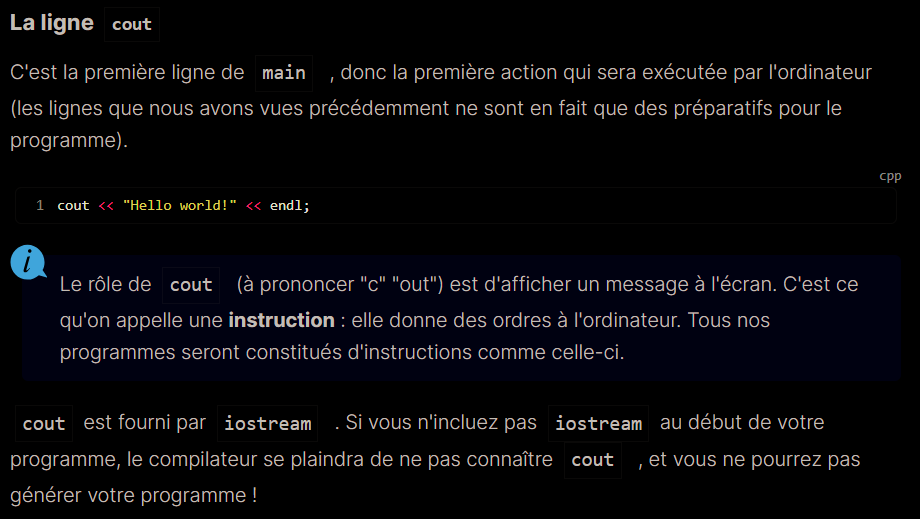 La ligne cout
C'est la première ligne de main , donc la première action qui sera exécutée par l'ordinateur
(les lignes que nous avons vues précédemment ne sont en fait que des préparatifs pour le
programme).
cpp
1 cout << "Hello world!" << endl;
i
Le rôle de cout (à prononcer "c" "out") est d'afficher un message à l'écran. C'est ce
qu'on appelle une instruction : elle donne des ordres à l'ordinateur. Tous nos
programmes seront constitués d'instructions comme celle-ci.
cout est fourni par iostream . Si vous n'incluez pas iostream au début de votre
programme, le compilateur se plaindra de ne pas connaître cout , et vous ne pourrez pas
générer votre programme !